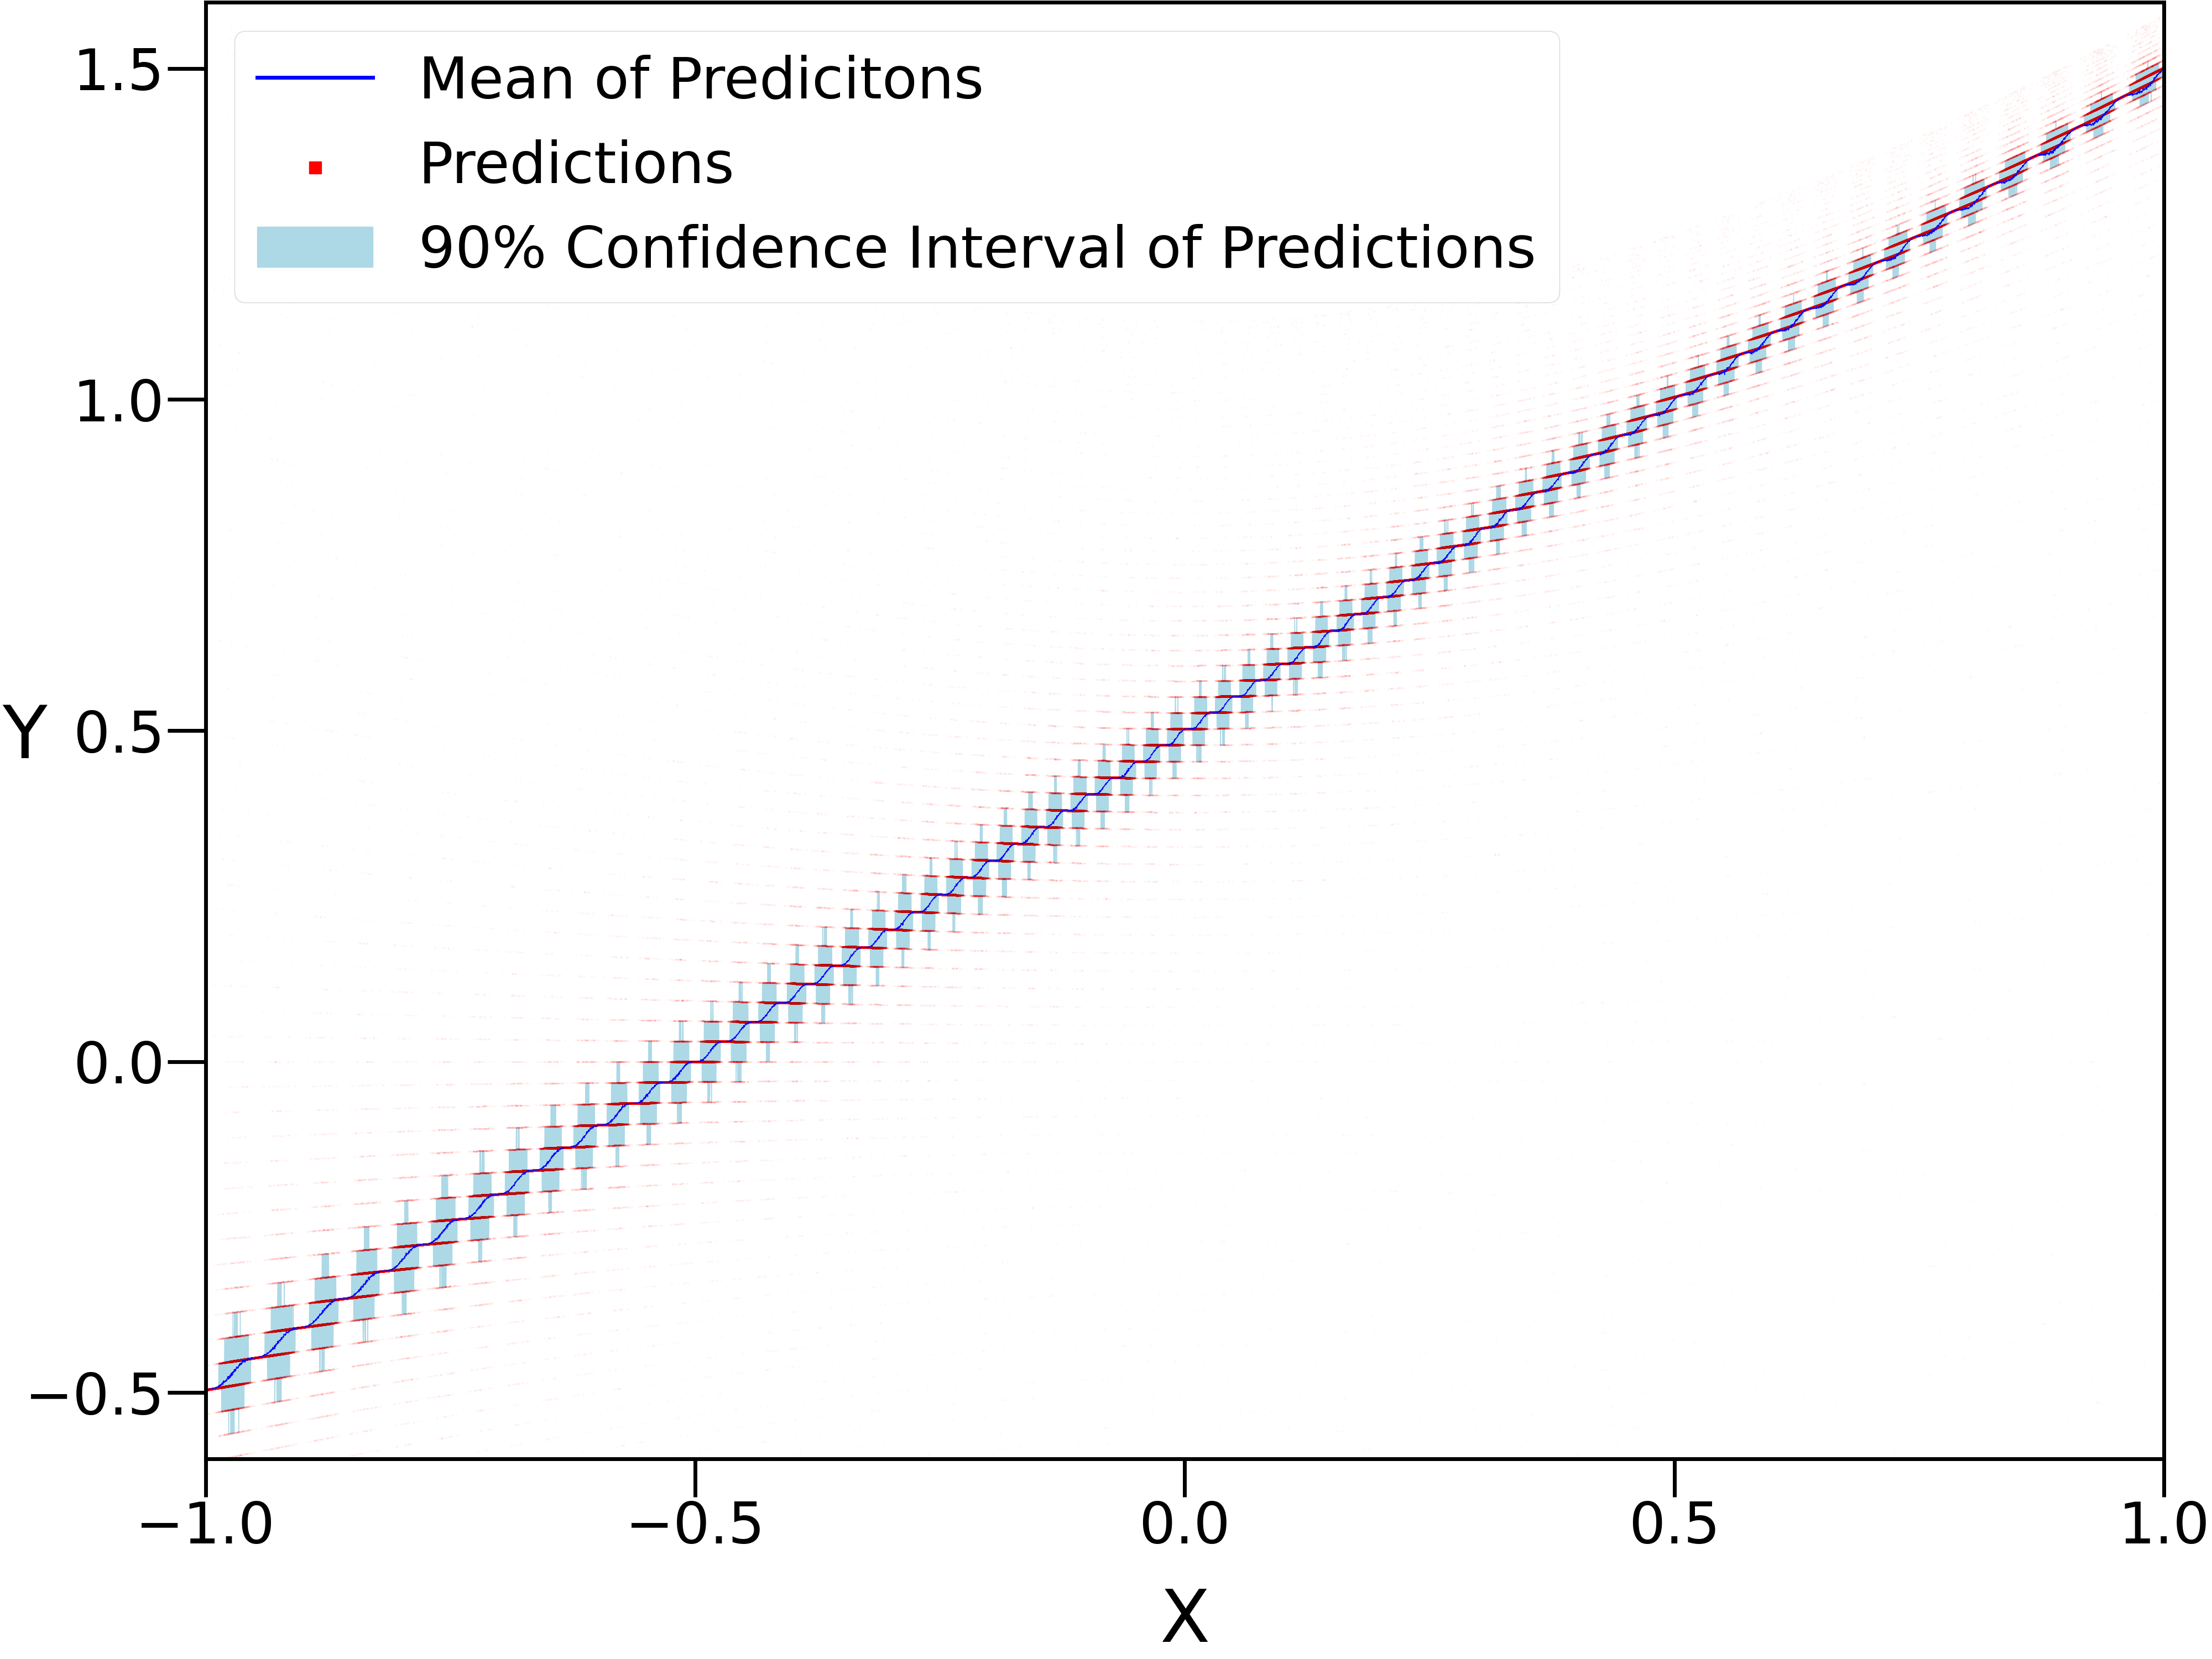 Mean of Predicitons
Predictions
90% Confidence Interval of Predictions
1.5
1.0
Y 0.5
0.0
−0.5
−1.0 −0.5 0.0 0.5 1.0
X